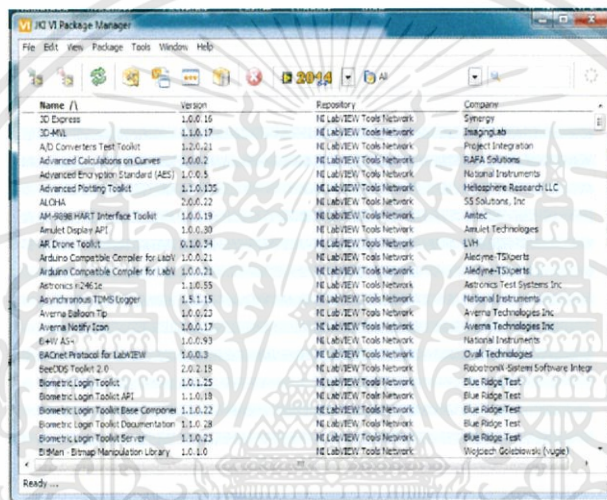 JKI VI Package Manager
File Edit View Package Tools Window Help
2014 All
Name /\ Version Repository Company
3D Express 1.0.0.16 NI LabVIEW Tools Network Synergy
3D-MVL 1.1.0.17 NI LabVIEW Tools Network ImagingLab
A/D Converters Test Toolkit 1.2.0.21 NI LabVIEW Tools Network Project Integration
Advanced Calculations on Curves 1.0.0.2 NI LabVIEW Tools Network RAFA Solutions
Advanced Encryption Standard (AES) 1.0.0.5 NI LabVIEW Tools Network National Instruments
Advanced Plotting Toolkit 1.1.0.135 NI LabVIEW Tools Network Heliosphere Research LLC
ALOHA 2.0.0.22 NI LabVIEW Tools Network S5 Solutions, Inc
AM-9898 HART Interface Toolkit 1.0.0.19 NI LabVIEW Tools Network Amtec
Amulet Display API 1.0.0.30 NI LabVIEW Tools Network Amulet Technologies
AR Drone Toolkit 0.1.0.34 NI LabVIEW Tools Network LVH
Arduino Compatible Compiler for LabV 1.0.0.21 NI LabVIEW Tools Network Aledyne-TSXperts
Arduino Compatible Compiler for LabV 1.0.0.21 NI LabVIEW Tools Network Aledyne-TSXperts
Astronics 1.1.0.55 NI LabVIEW Tools Network Astronics Test Systems Inc
Asynchronous TDMS Logger 1.5.1.15 NI LabVIEW Tools Network National Instruments
Averna Balloon Tip 1.0.0.23 NI LabVIEW Tools Network Averna Technologies Inc
Averna Notify Icon 1.0.0.17 NI LabVIEW Tools Network Averna Technologies Inc
1.0.0.93 NI LabVIEW Tools Network National Instruments
BACnet Protocol for LabVIEW 1.0.0.3 NI LabVIEW Tools Network Ovak Technologies
BeeODS Toolkit 2.0 2.0.2.18 NI LabVIEW Tools Network RobotroniX Sistemi Software Integr
Biometric Login Toolkit 1.0.1.25 NI LabVIEW Tools Network Blue Ridge Test
Biometric Login Toolkit API 1.1.0.18 NI LabVIEW Tools Network Blue Ridge Test
Biometric Login Toolkit Base Componen 1.1.0.22 NI LabVIEW Tools Network Blue Ridge Test
Biometric Login Toolkit Documentation 1.1.0.28 NI LabVIEW Tools Network Blue Ridge Test
Biometric Login Toolkit Server 1.1.0.23 NI LabVIEW Tools Network Blue Ridge Test
BitMan - Bitmap Manipulation Library 1.0.1.0 NI LabVIEW Tools Network Wojciech Golebiowski (vugie)
Ready ...